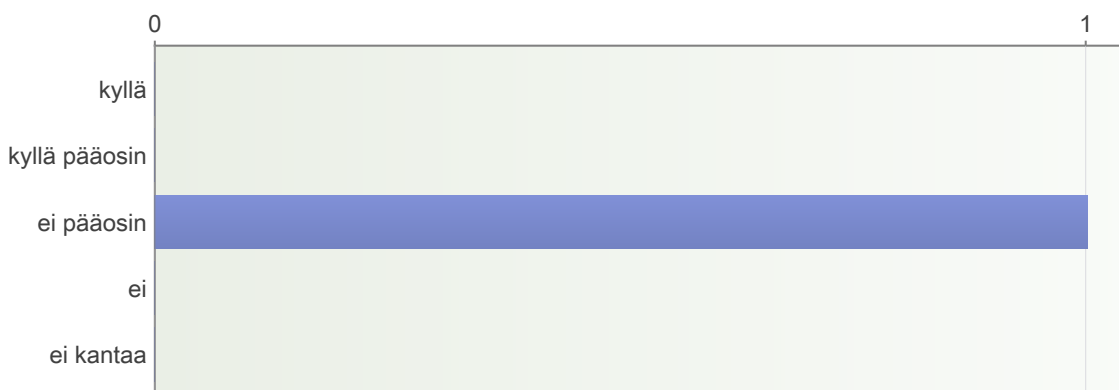 0 1
kyllä
kyllä pääosin
ei pääosin
ei
ei kantaa